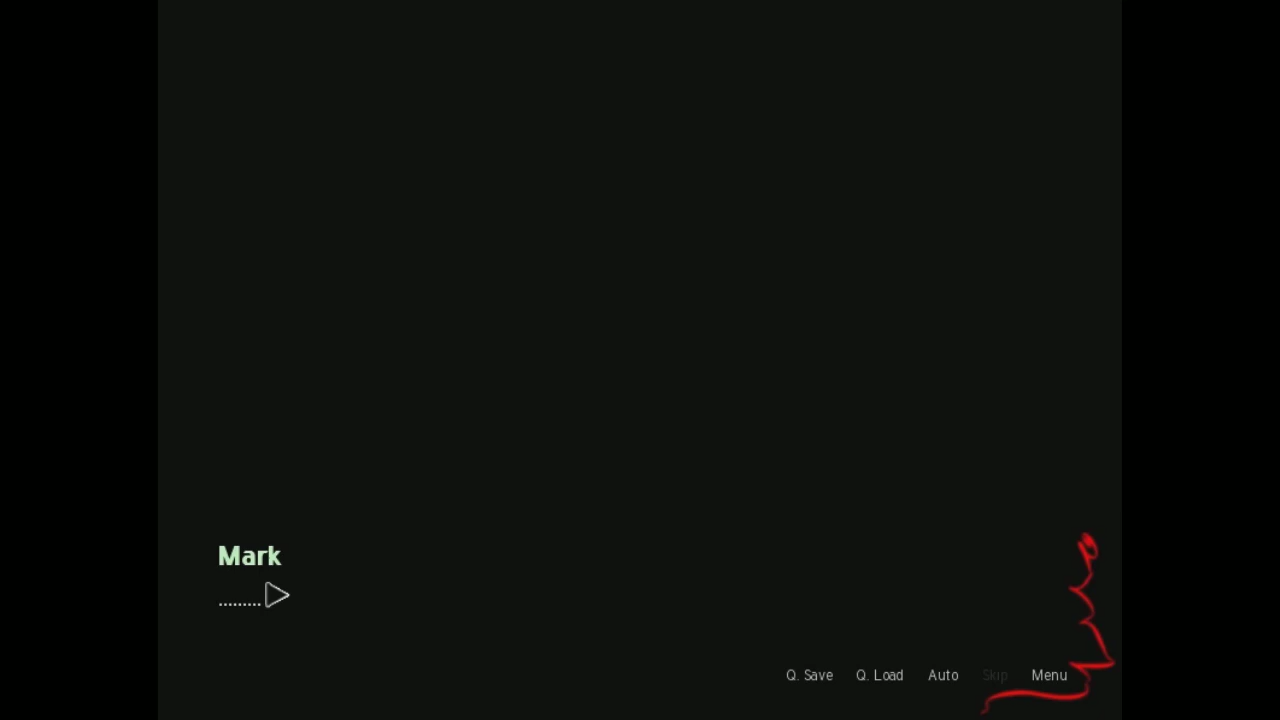 Mark
.........
Q. Save Q. Load Auto Skip Menu